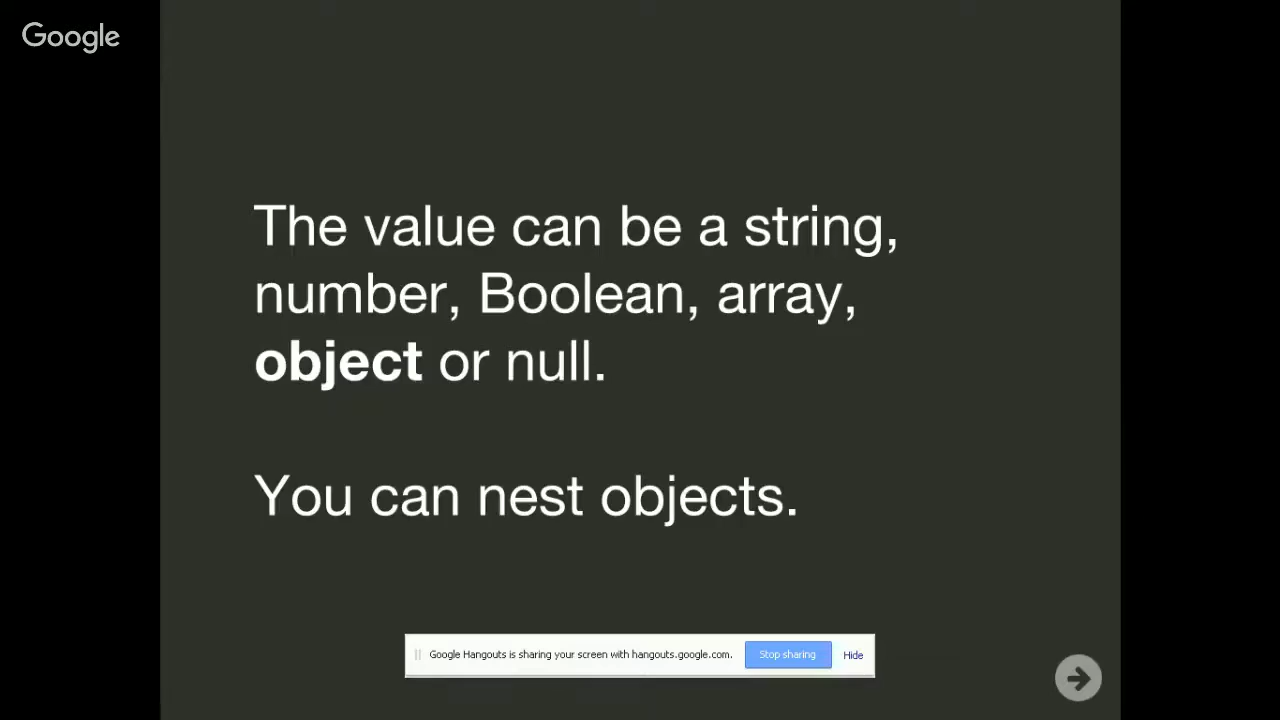 Google
The value can be a string,
number, Boolean, array,
object or null.
You can nest objects.
Google Hangouts is sharing your screen with hangouts.google.com. Stop sharing Hide